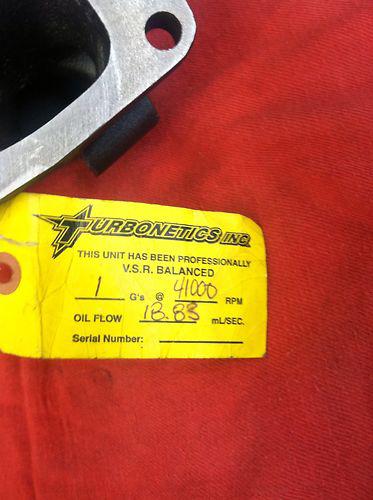 TURBONETICS INC.
THIS UNIT HAS BEEN PROFESSIONALLY
V.S.R. BALANCED
1 G's @ 41000 RPM
OIL FLOW 18.83 mL/SEC.
Serial Number: